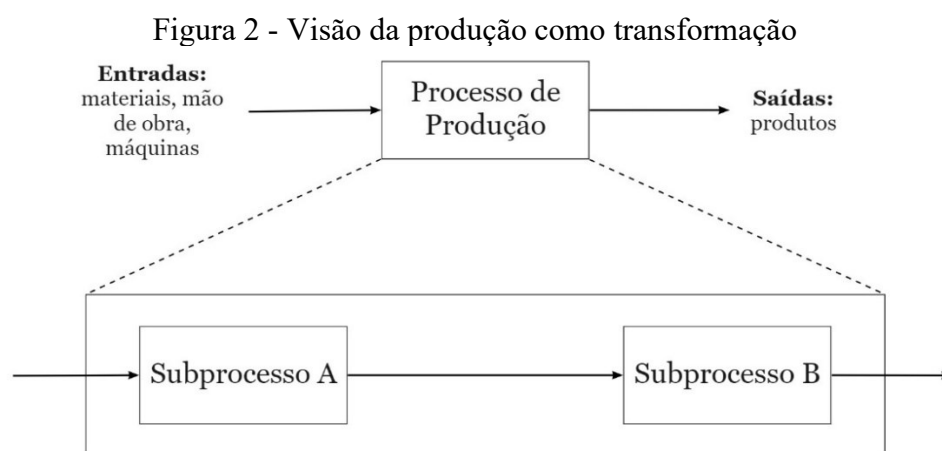 Figura 2 - Visão da produção como transformação
Entradas:
materiais, mão
de obra,
máquinas
Processo de
Produção
Saídas:
produtos
Subprocesso A
Subprocesso B